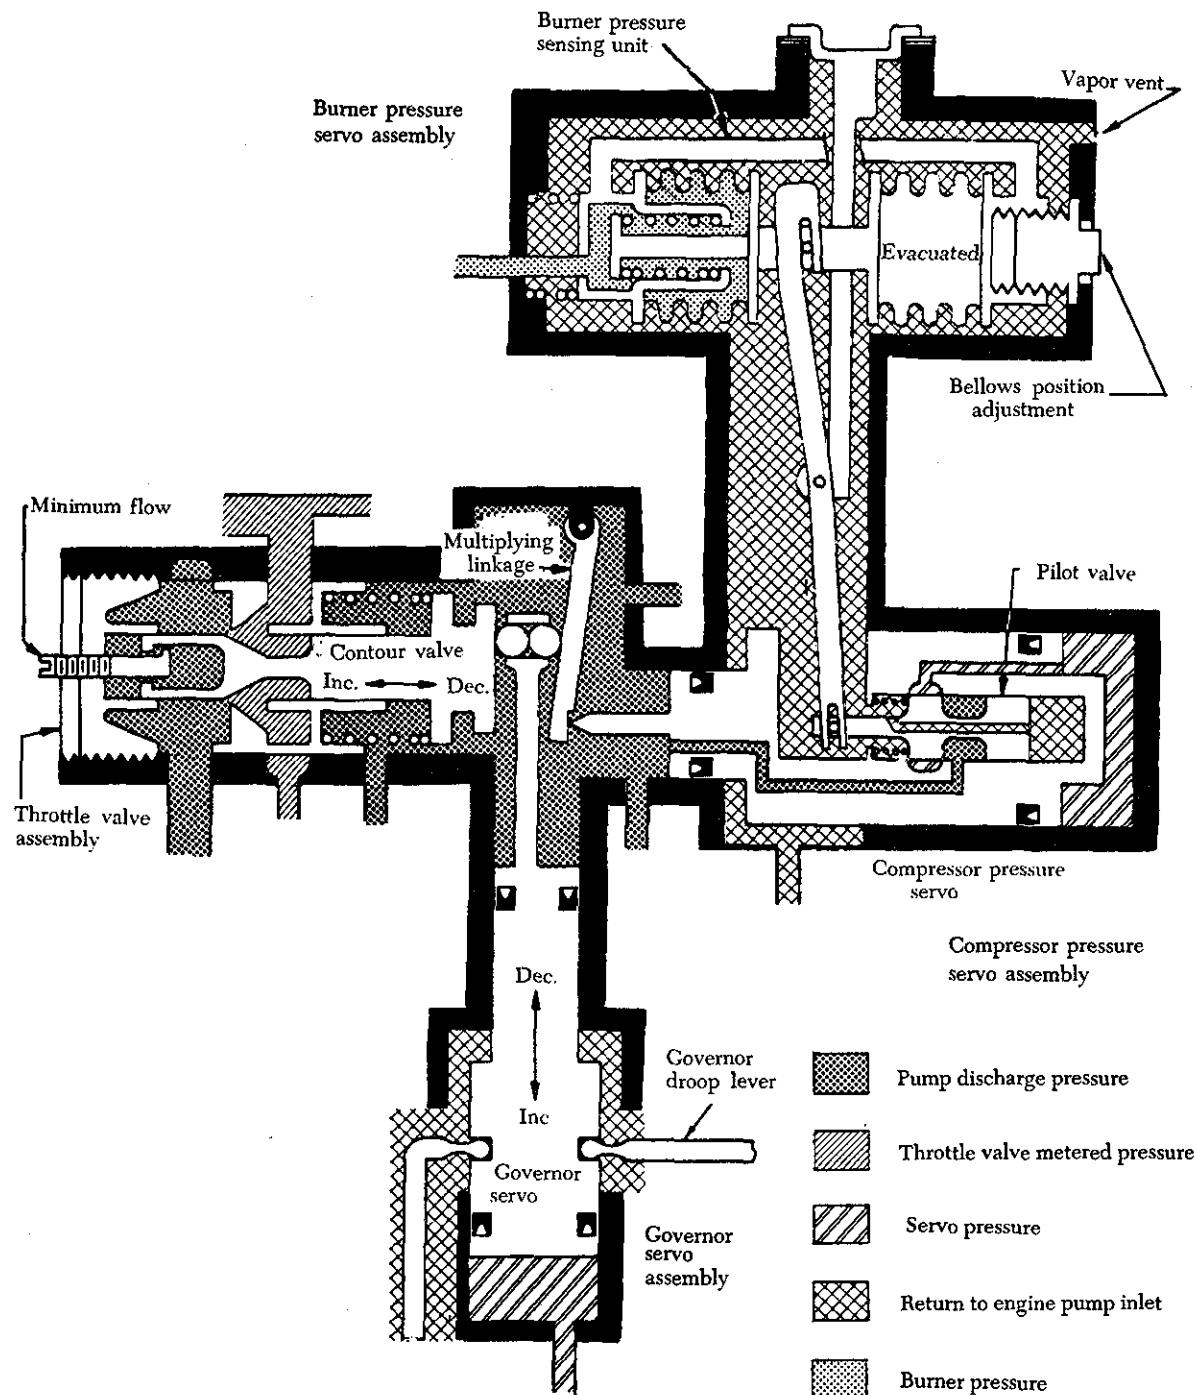 Burner pressure
sensing unit
Vapor vent
Burner pressure
servo assembly
Evacuated
Bellows position
adjustment
Minimum flow
Multiplying
linkage
Pilot valve
Contour valve
Inc.
Dec.
Throttle valve
assembly
Compressor pressure
servo
Compressor pressure
servo assembly
Dec.
Inc
Governor
droop lever
Governor
servo
Governor
servo
assembly
Pump discharge pressure
Throttle valve metered pressure
Servo pressure
Return to engine pump inlet
Burner pressure